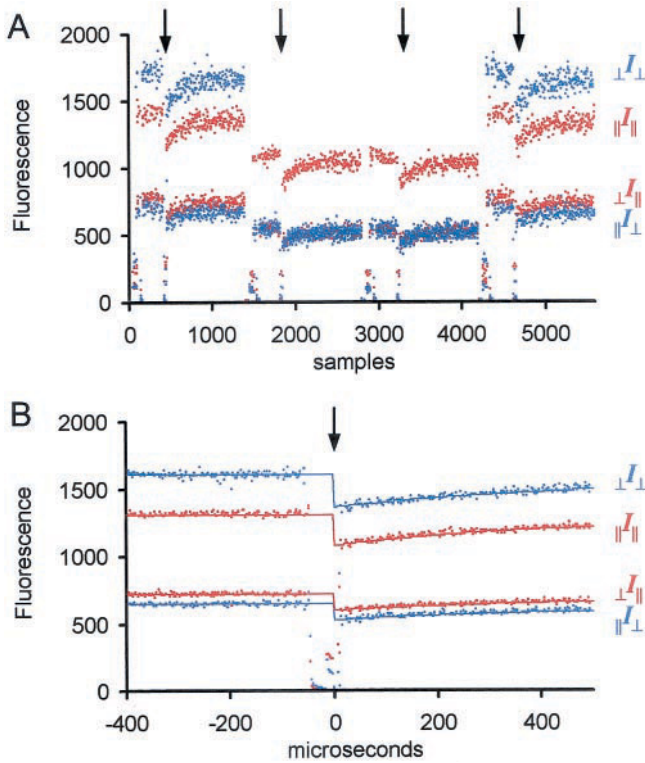 A
2000
1500
1000
500
0
Fluorescence
0 1000 2000 3000 4000 5000
samples
⊥I⊥
∥I∥
⊥I∥
∥I⊥
B
2000
1500
1000
500
0
Fluorescence
-400 -200 0 200 400
microseconds
⊥I⊥
∥I∥
⊥I∥
∥I⊥